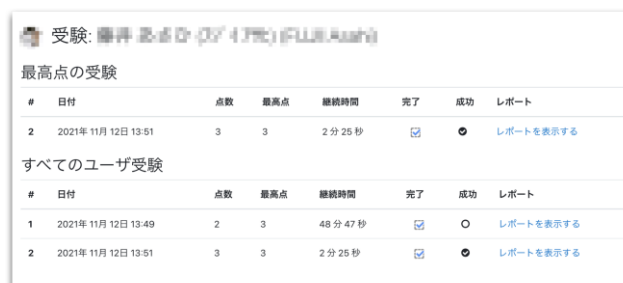 受験:
最高点の受験
# 日付 点数 最高点 継続時間 完了 成功 レポート
2 2021年 11月 12日 13:51 3 3 2 分 25 秒 レポートを表示する
すべてのユーザ受験
# 日付 点数 最高点 継続時間 完了 成功 レポート
1 2021年 11月 12日 13:49 2 3 48 分 47 秒 レポートを表示する
2 2021年 11月 12日 13:51 3 3 2 分 25 秒 レポートを表示する